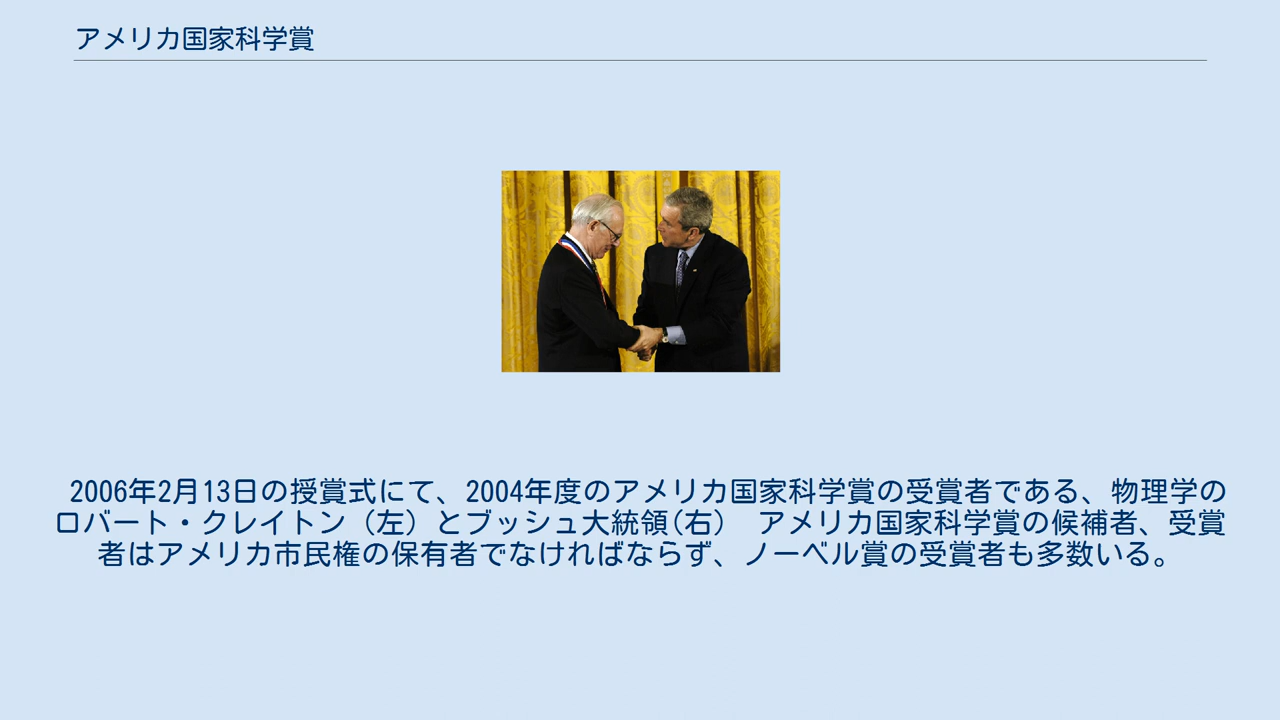 アメリカ国家科学賞
2006年2月13日の授賞式にて、2004年度のアメリカ国家科学賞の受賞者である、物理学の
ロバート・クレイトン（左）とブッシュ大統領(右)　アメリカ国家科学賞の候補者、受賞
者はアメリカ市民権の保有者でなければならず、ノーベル賞の受賞者も多数いる。